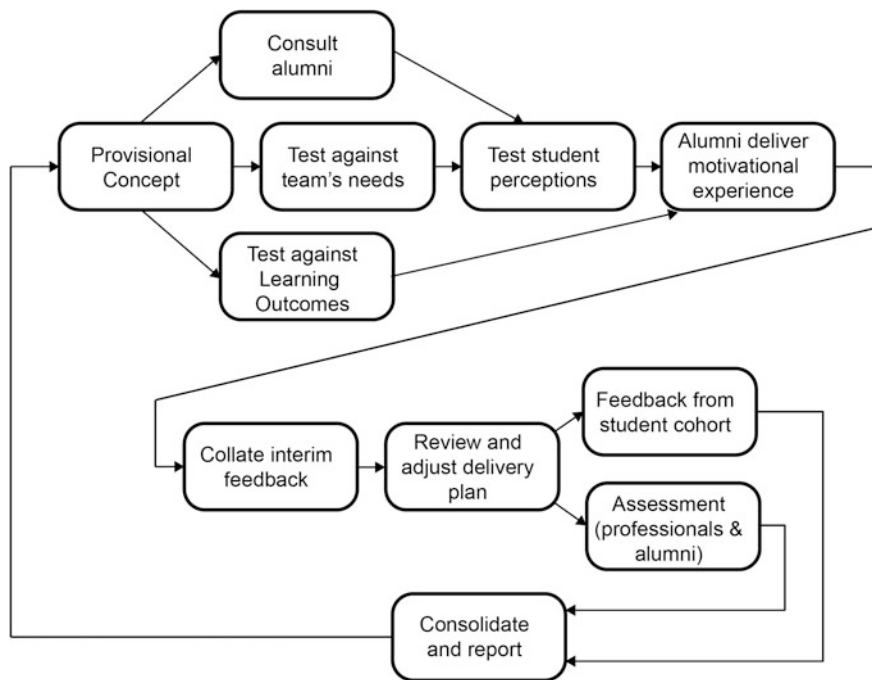 Consult
alumni
Provisional
Concept
Test against
team's needs
Test student
perceptions
Alumni deliver
motivational
experience
Test against
Learning
Outcomes
Collate interim
feedback
Review and
adjust delivery
plan
Feedback from
student cohort
Assessment
(professionals &
alumni)
Consolidate
and report